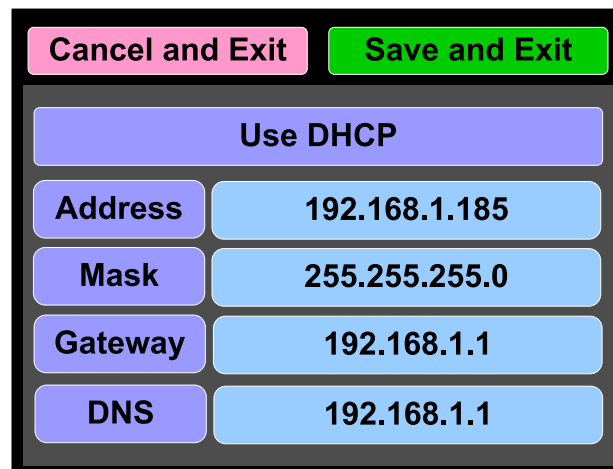 Cancel and Exit Save and Exit
Use DHCP
Address 192.168.1.185
Mask 255.255.255.0
Gateway 192.168.1.1
DNS 192.168.1.1